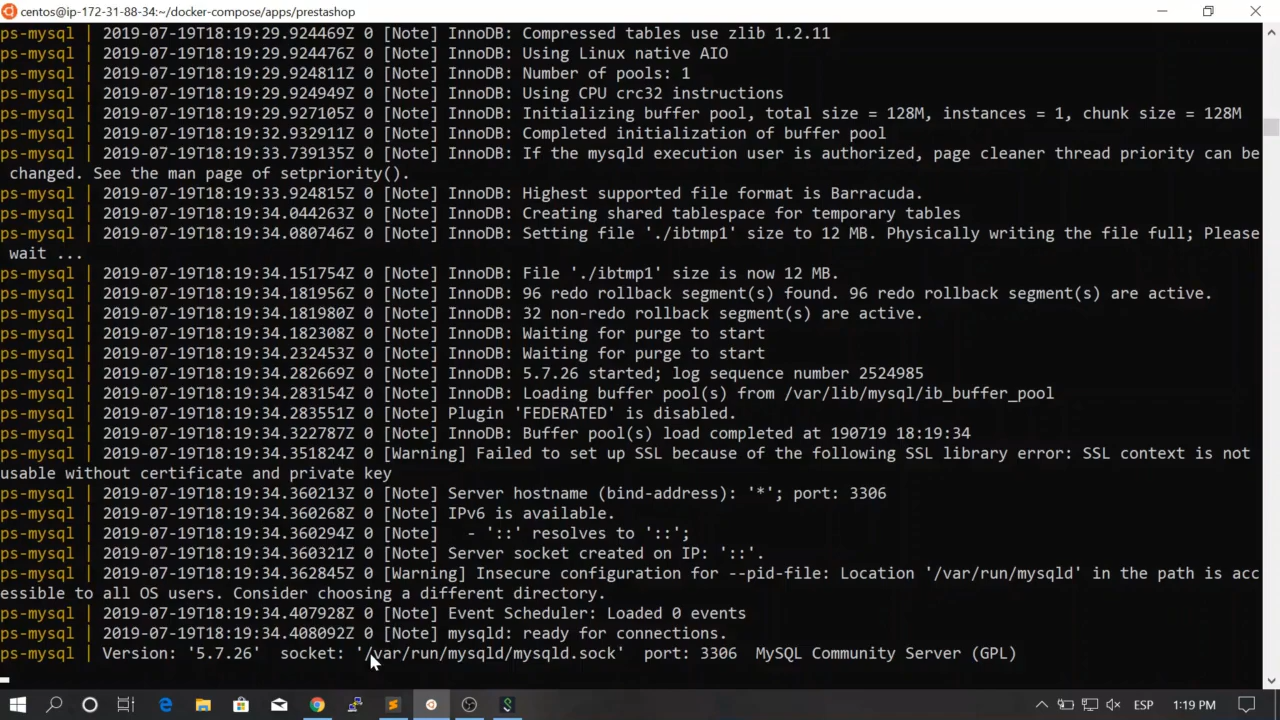 centos@ip-172-31-88-34:~/docker-compose/apps/prestashop
ps-mysql | 2019-07-19T18:19:29.924469Z 0 [Note] InnoDB: Compressed tables use zlib 1.2.11
ps-mysql | 2019-07-19T18:19:29.924476Z 0 [Note] InnoDB: Using Linux native AIO
ps-mysql | 2019-07-19T18:19:29.924811Z 0 [Note] InnoDB: Number of pools: 1
ps-mysql | 2019-07-19T18:19:29.924949Z 0 [Note] InnoDB: Using CPU crc32 instructions
ps-mysql | 2019-07-19T18:19:29.927105Z 0 [Note] InnoDB: Initializing buffer pool, total size = 128M, instances = 1, chunk size = 128M
ps-mysql | 2019-07-19T18:19:32.932911Z 0 [Note] InnoDB: Completed initialization of buffer pool
ps-mysql | 2019-07-19T18:19:33.739135Z 0 [Note] InnoDB: If the mysqld execution user is authorized, page cleaner thread priority can be
changed. See the man page of setpriority().
ps-mysql | 2019-07-19T18:19:33.924815Z 0 [Note] InnoDB: Highest supported file format is Barracuda.
ps-mysql | 2019-07-19T18:19:34.044263Z 0 [Note] InnoDB: Creating shared tablespace for temporary tables
ps-mysql | 2019-07-19T18:19:34.080746Z 0 [Note] InnoDB: Setting file './ibtmp1' size to 12 MB. Physically writing the file full; Please
wait ...
ps-mysql | 2019-07-19T18:19:34.151754Z 0 [Note] InnoDB: File './ibtmp1' size is now 12 MB.
ps-mysql | 2019-07-19T18:19:34.181956Z 0 [Note] InnoDB: 96 redo rollback segment(s) found. 96 redo rollback segment(s) are active.
ps-mysql | 2019-07-19T18:19:34.181980Z 0 [Note] InnoDB: 32 non-redo rollback segment(s) are active.
ps-mysql | 2019-07-19T18:19:34.182308Z 0 [Note] InnoDB: Waiting for purge to start
ps-mysql | 2019-07-19T18:19:34.232453Z 0 [Note] InnoDB: Waiting for purge to start
ps-mysql | 2019-07-19T18:19:34.282669Z 0 [Note] InnoDB: 5.7.26 started; log sequence number 2524985
ps-mysql | 2019-07-19T18:19:34.283154Z 0 [Note] InnoDB: Loading buffer pool(s) from /var/lib/mysql/ib_buffer_pool
ps-mysql | 2019-07-19T18:19:34.283551Z 0 [Note] Plugin 'FEDERATED' is disabled.
ps-mysql | 2019-07-19T18:19:34.322787Z 0 [Note] InnoDB: Buffer pool(s) load completed at 190719 18:19:34
ps-mysql | 2019-07-19T18:19:34.351824Z 0 [Warning] Failed to set up SSL because of the following SSL library error: SSL context is not
usable without certificate and private key
ps-mysql | 2019-07-19T18:19:34.360213Z 0 [Note] Server hostname (bind-address): '*'; port: 3306
ps-mysql | 2019-07-19T18:19:34.360268Z 0 [Note] IPv6 is available.
ps-mysql | 2019-07-19T18:19:34.360294Z 0 [Note]   - '::' resolves to '::';
ps-mysql | 2019-07-19T18:19:34.360321Z 0 [Note] Server socket created on IP: '::'.
ps-mysql | 2019-07-19T18:19:34.362845Z 0 [Warning] Insecure configuration for --pid-file: Location '/var/run/mysqld' in the path is acc
essible to all OS users. Consider choosing a different directory.
ps-mysql | 2019-07-19T18:19:34.407928Z 0 [Note] Event Scheduler: Loaded 0 events
ps-mysql | 2019-07-19T18:19:34.408092Z 0 [Note] mysqld: ready for connections.
ps-mysql | Version: '5.7.26'  socket: '/var/run/mysqld/mysqld.sock'  port: 3306  MySQL Community Server (GPL)
ESP 1:19 PM